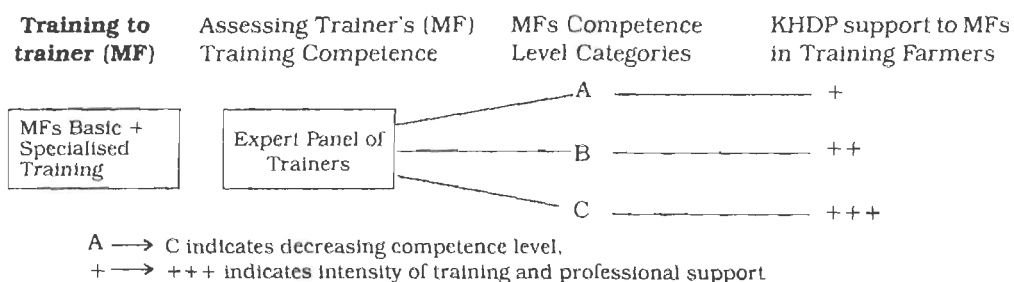 Training to trainer (MF)
Assessing Trainer's (MF) Training Competence
MFs Competence Level Categories
KHDP support to MFs in Training Farmers
MFs Basic +
Specialised
Training
Expert Panel of
Trainers
A +
B ++
C +++
A → C indicates decreasing competence level,
+ → +++ indicates intensity of training and professional support